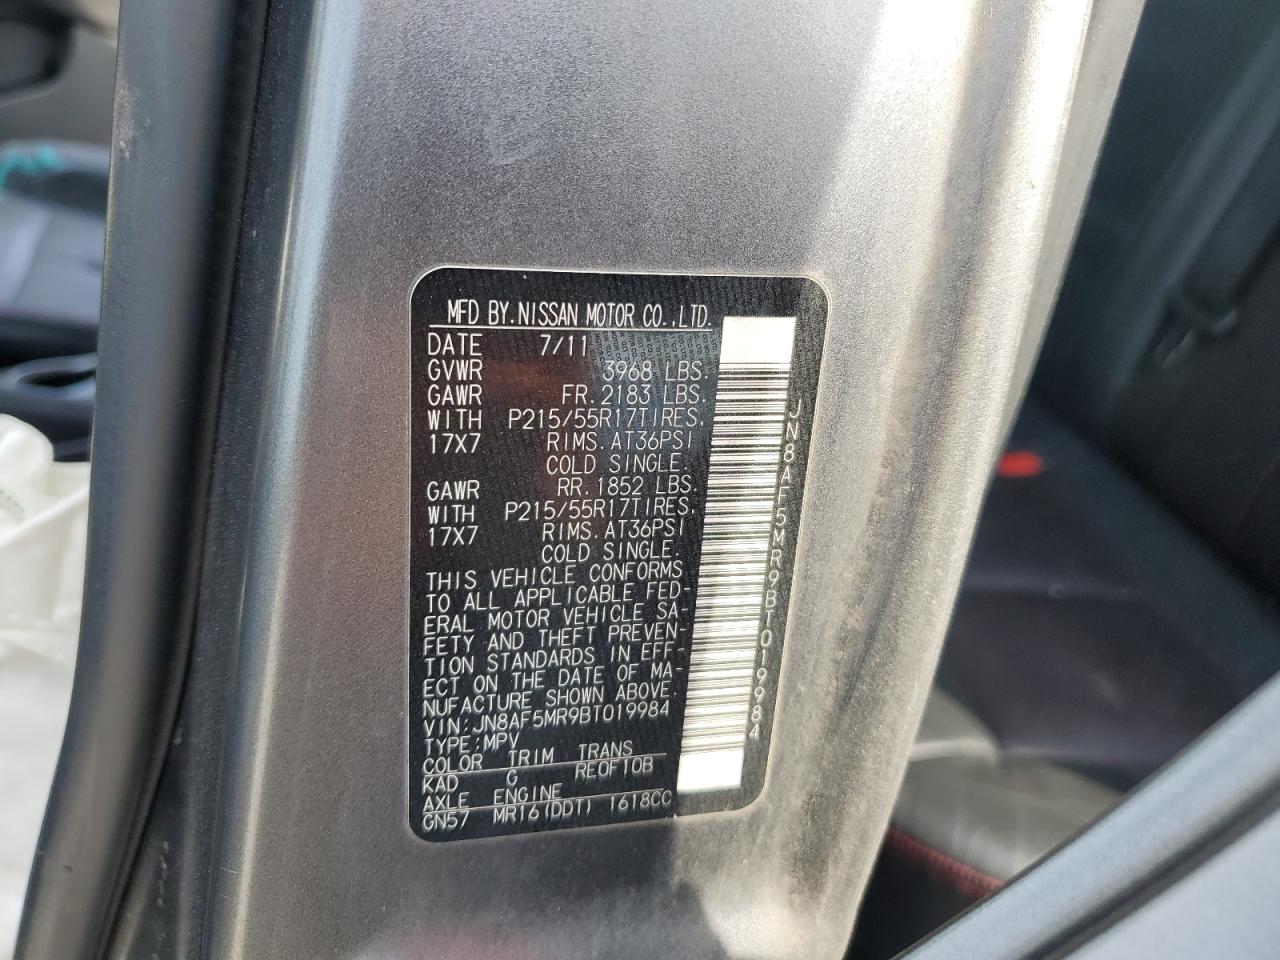 MFD BY.NISSAN MOTOR CO.,LTD.
DATE 7/11
GVWR 3968 LBS.
GAWR FR.2183 LBS.
WITH P215/55R17TIRES.
17X7 RIMS.AT36PSI
COLD SINGLE.
GAWR RR.1852 LBS.
WITH P215/55R17TIRES.
17X7 RIMS.AT36PSI
COLD SINGLE.
THIS VEHICLE CONFORMS
TO ALL APPLICABLE FED-
ERAL MOTOR VEHICLE SA-
FETY AND THEFT PREVEN-
TION STANDARDS IN EFF-
ECT ON THE DATE OF MA-
NUFACTURE SHOWN ABOVE.
VIN:JN8AF5MR9BT019984
TYPE:MPV
COLOR TRIM TRANS
KAD G RE0F10B
AXLE ENGINE
GN57 MR16(DDT) 1618CC
JN8AF5MR9BT019984